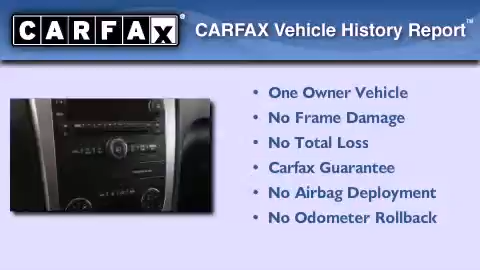 CARFAX® CARFAX Vehicle History Report™
• One Owner Vehicle
• No Frame Damage
• No Total Loss
• Carfax Guarantee
• No Airbag Deployment
• No Odometer Rollback